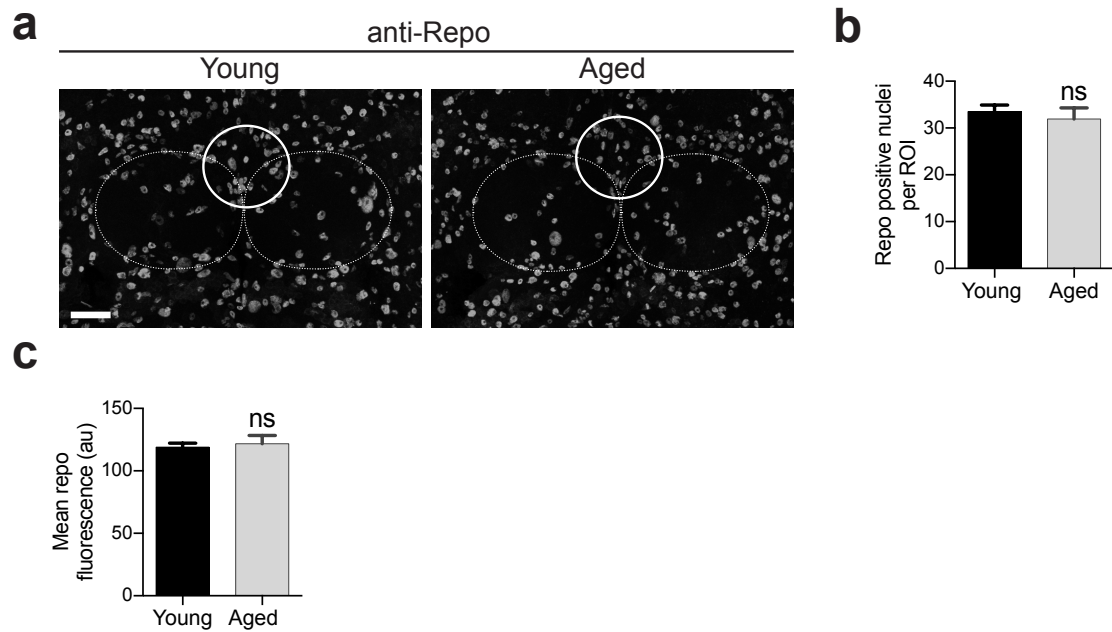 a
anti-Repo
Young Aged
b
Repo positive nuclei
per ROI
40
30
20
10
0
ns
Young Aged
c
Mean repo
fluorescence (au)
150
100
50
0
ns
Young Aged